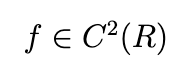 f ∈ C²(R)